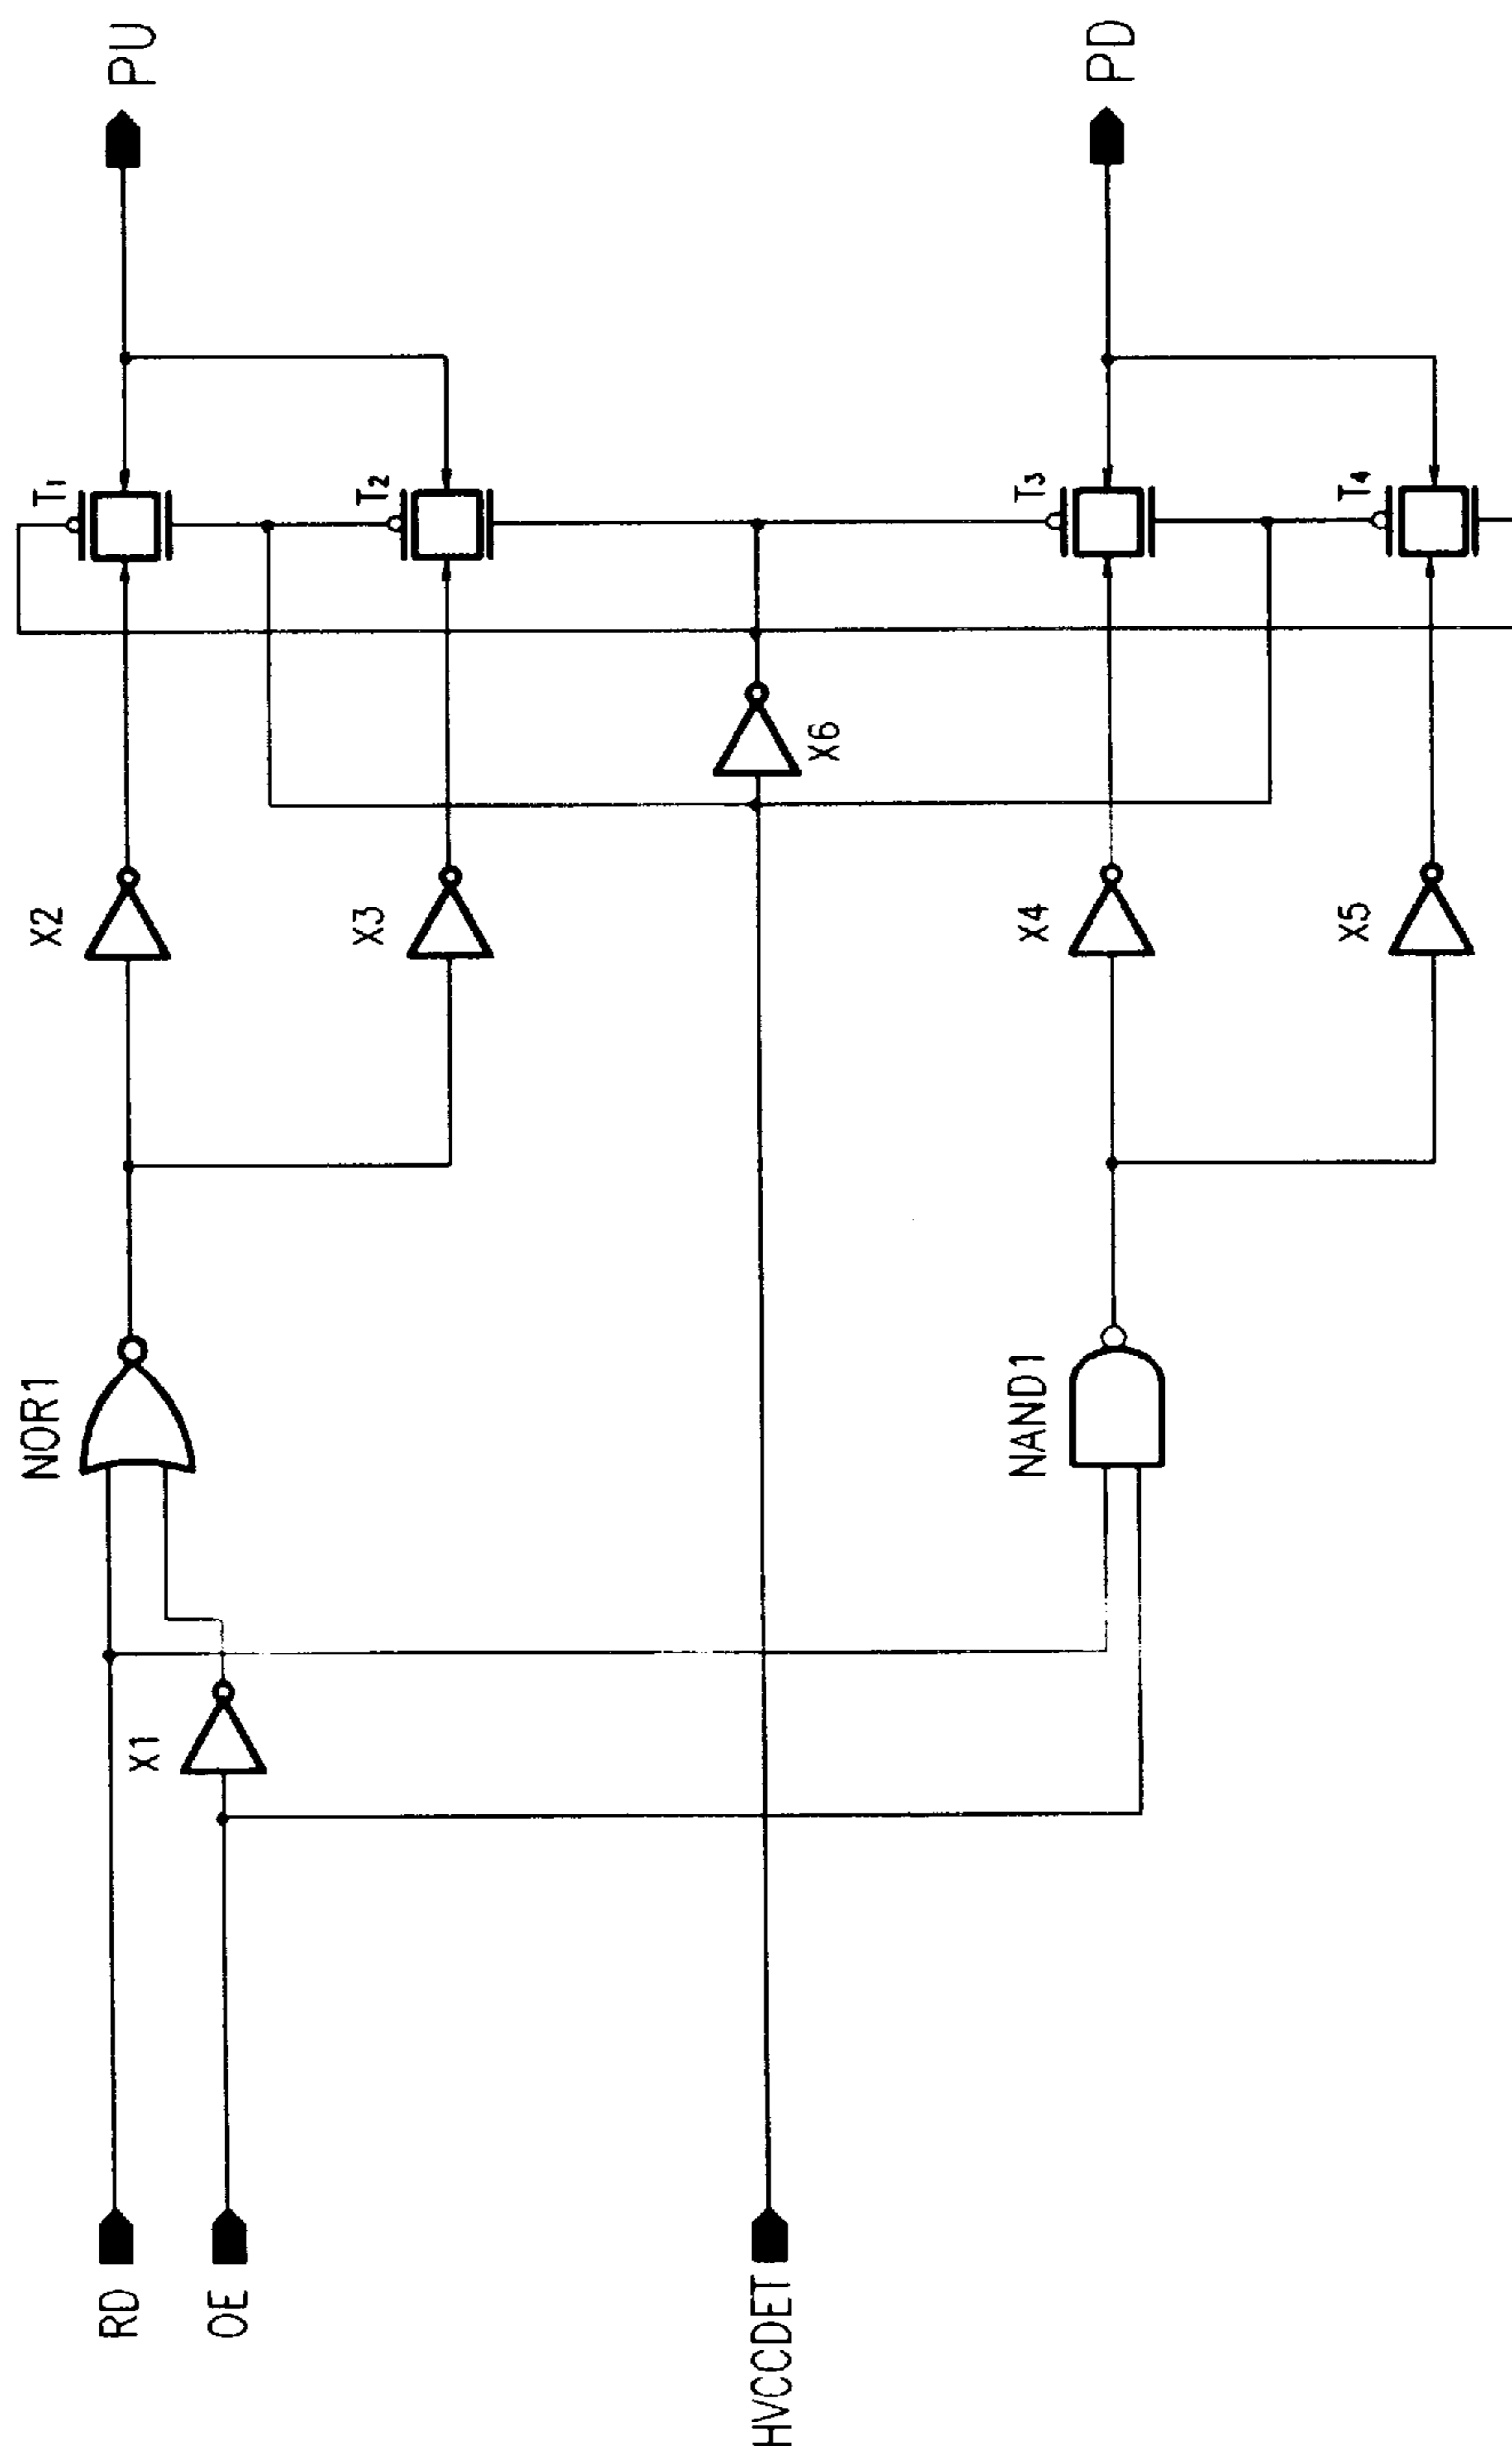 RD
OE
HVCCDET
X1
NOR1
NAND1
X2
X3
X4
X5
X6
T1
T2
T3
T4
PU
PD